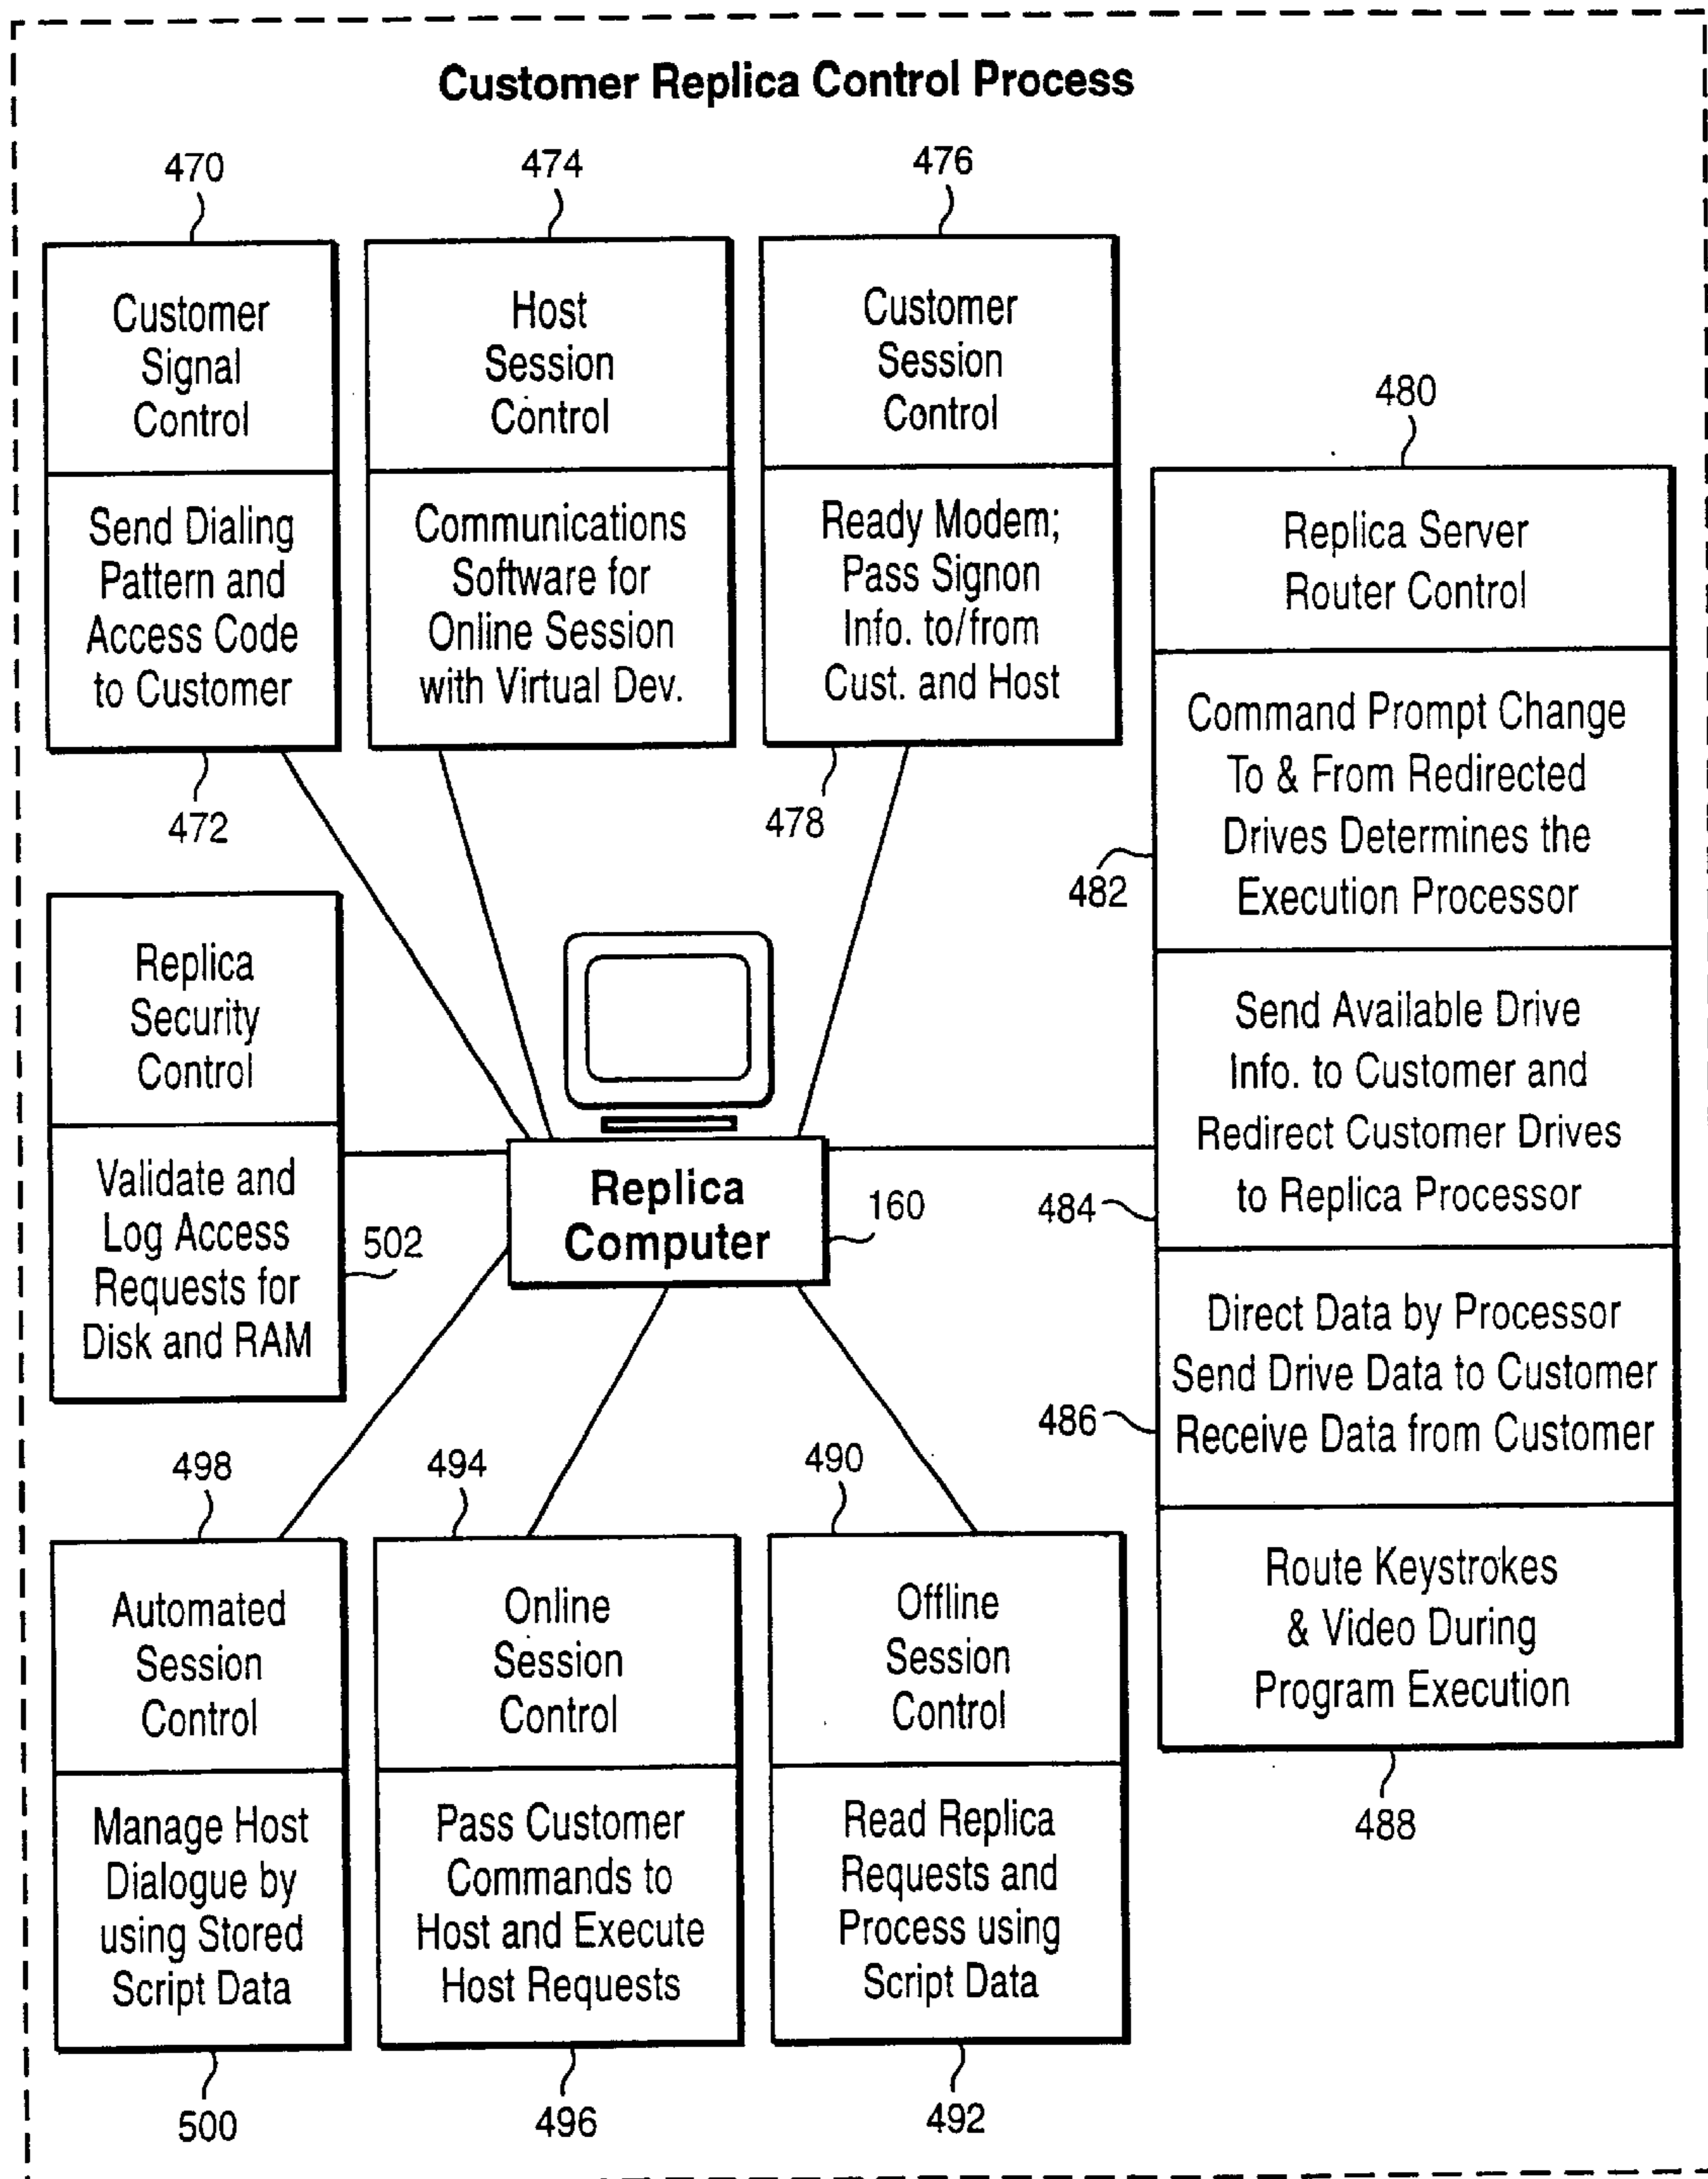 Customer Replica Control Process
470
474
476
Customer
Signal
Control
Send Dialing
Pattern and
Access Code
to Customer
472
Host
Session
Control
Communications
Software for
Online Session
with Virtual Dev.
Customer
Session
Control
Ready Modem;
Pass Signon
Info. to/from
Cust. and Host
478
480
Replica Server
Router Control
Command Prompt Change
To & From Redirected
Drives Determines the
Execution Processor
482
Send Available Drive
Info. to Customer and
Redirect Customer Drives
to Replica Processor
484
Direct Data by Processor
Send Drive Data to Customer
Receive Data from Customer
486
Route Keystrokes
& Video During
Program Execution
488
Replica
Security
Control
Validate and
Log Access
Requests for
Disk and RAM
502
Replica
Computer
160
498
494
490
Automated
Session
Control
Manage Host
Dialogue by
using Stored
Script Data
500
Online
Session
Control
Pass Customer
Commands to
Host and Execute
Host Requests
496
Offline
Session
Control
Read Replica
Requests and
Process using
Script Data
492